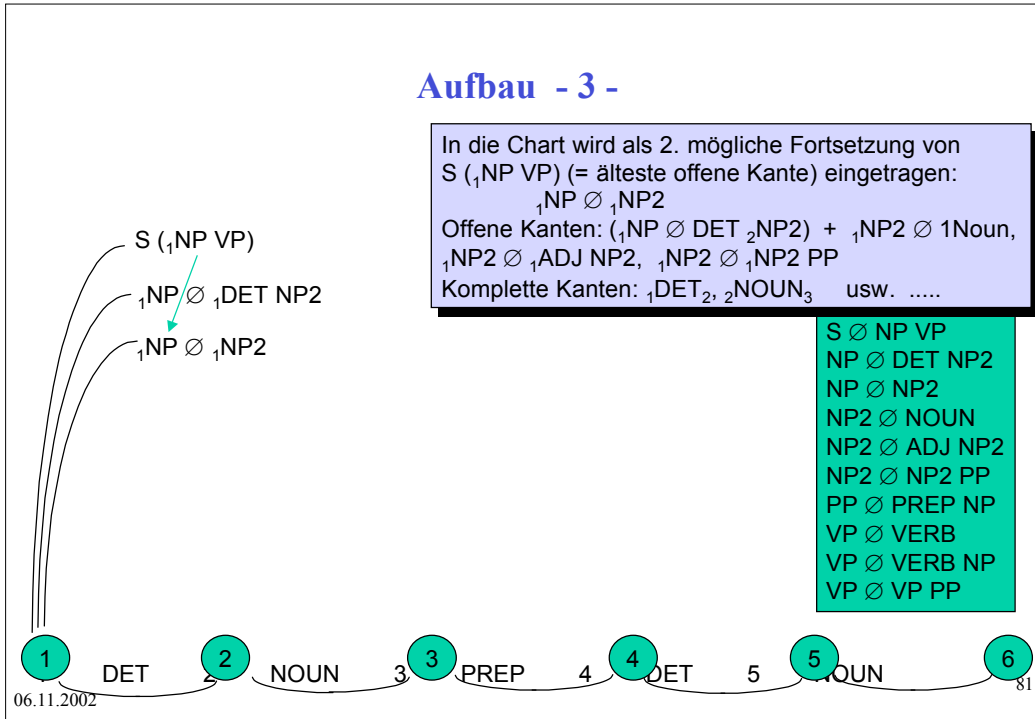 Aufbau - 3 -
In die Chart wird als 2. mögliche Fortsetzung von
S (₁NP VP) (= älteste offene Kante) eingetragen:
₁NP ∅ ₁NP2
Offene Kanten: (₁NP ∅ DET ₂NP2) + ₁NP2 ∅ 1Noun,
₁NP2 ∅ ₁ADJ NP2, ₁NP2 ∅ ₁NP2 PP
Komplette Kanten: ₁DET₂, ₂NOUN₃ usw. .....
S (₁NP VP)
₁NP ∅ ₁DET NP2
₁NP ∅ ₁NP2
S ∅ NP VP
NP ∅ DET NP2
NP ∅ NP2
NP2 ∅ NOUN
NP2 ∅ ADJ NP2
NP2 ∅ NP2 PP
PP ∅ PREP NP
VP ∅ VERB
VP ∅ VERB NP
VP ∅ VP PP
1 DET 2 2 NOUN 3 3 PREP 4 4 DET 5 5 NOUN 6
06.11.2002 81